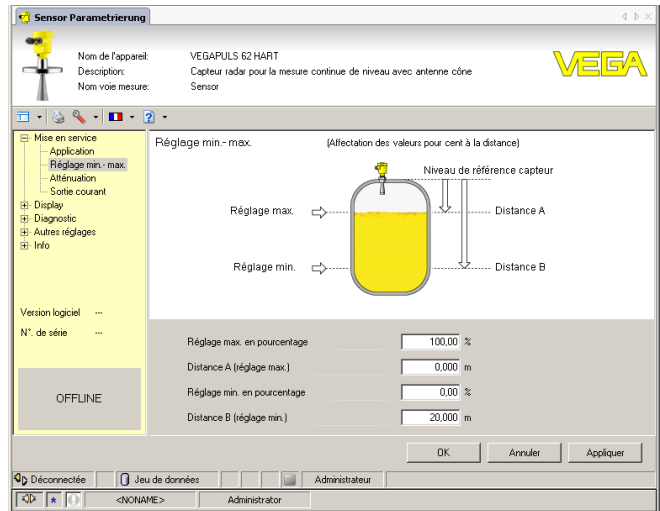 Sensor Parametrierung
Nom de l'appareil: VEGAPULS 62 HART
Description: Capteur radar pour la mesure continue de niveau avec antenne cône
Nom voie mesure: Sensor
VEGA
Mise en service
Application
Réglage min.- max.
Atténuation
Sortie courant
Display
Diagnostic
Autres réglages
Info
Version logiciel ---
N°. de série ---
OFFLINE
Réglage min.- max. (Affectation des valeurs pour cent à la distance)
Niveau de référence capteur
Réglage max. Distance A
Réglage min. Distance B
Réglage max. en pourcentage 100,00 %
Distance A (réglage max.) 0,000 m
Réglage min. en pourcentage 0,00 %
Distance B (réglage min.) 20,000 m
OK Annuler Appliquer
Déconnectée Jeu de données Administrateur
<NONAME> Administrator